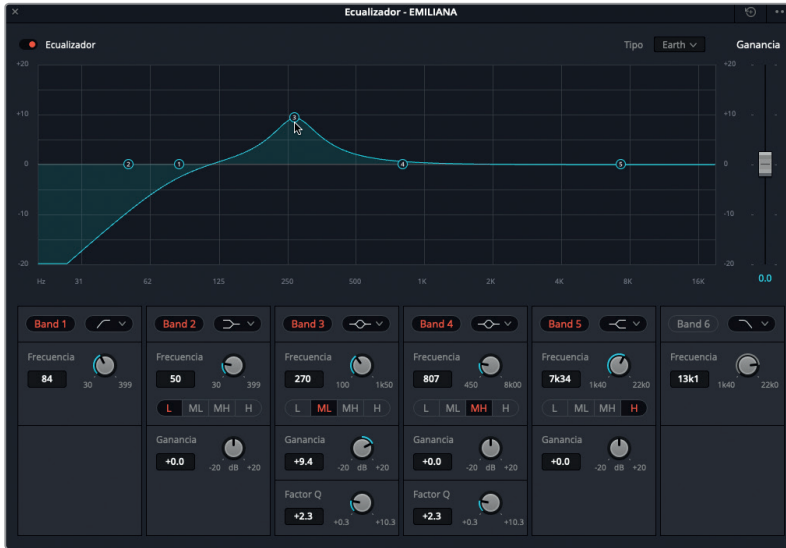 Ecualizador - EMILIANA
Ecualizador
Tipo Earth Ganancia
+20 +20
+10 +10
3
2 1 4 5
0 0
-10 -10
-20 -20
Hz 31 62 125 250 500 1K 2K 4K 8K 16K
0.0
Band 1 Band 2 Band 3 Band 4 Band 5 Band 6
Frecuencia Frecuencia Frecuencia Frecuencia Frecuencia Frecuencia
84 30 399 50 30 399 270 100 1k50 807 450 8k00 7k34 1k40 22k0 13k1 1k40 22k0
L ML MH H L ML MH H L ML MH H L ML MH H
Ganancia Ganancia Ganancia Ganancia
+0.0 -20 dB +20 +9.4 -20 dB +20 +0.0 -20 dB +20 +0.0 -20 dB +20
Factor Q Factor Q
+2.3 +0.3 +10.3 +2.3 +0.3 +10.3